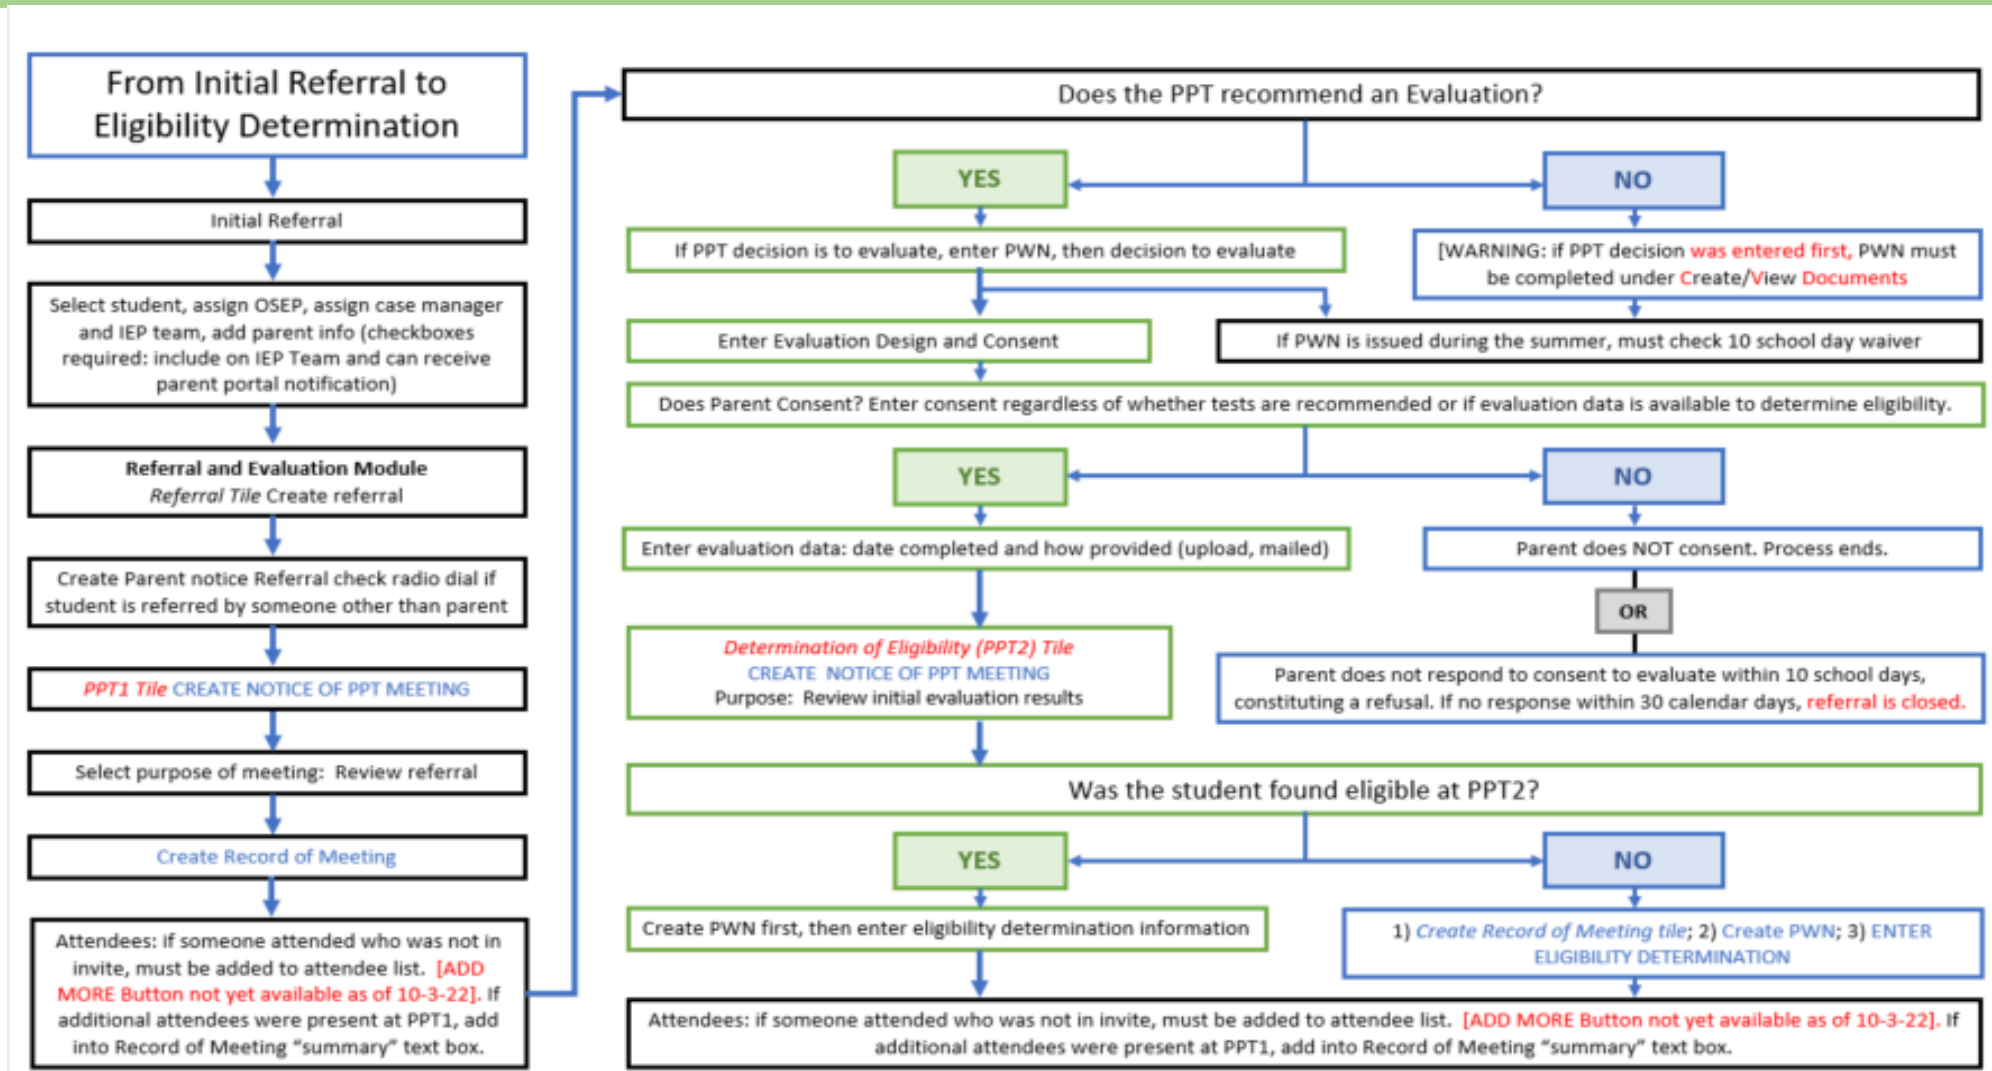 From Initial Referral to
Eligibility Determination
Initial Referral
Select student, assign OSEP, assign case manager
and IEP team, add parent info (checkboxes
required: include on IEP Team and can receive
parent portal notification)
Referral and Evaluation Module
Referral Tile Create referral
Create Parent notice Referral check radio dial if
student is referred by someone other than parent
PPT1 Tile CREATE NOTICE OF PPT MEETING
Select purpose of meeting: Review referral
Create Record of Meeting
Attendees: if someone attended who was not in
invite, must be added to attendee list. [ADD
MORE Button not yet available as of 10-3-22]. If
additional attendees were present at PPT1, add
into Record of Meeting “summary” text box.
Does the PPT recommend an Evaluation?
YES
NO
If PPT decision is to evaluate, enter PWN, then decision to evaluate
[WARNING: if PPT decision was entered first, PWN must
be completed under Create/View Documents
Enter Evaluation Design and Consent
If PWN is issued during the summer, must check 10 school day waiver
Does Parent Consent? Enter consent regardless of whether tests are recommended or if evaluation data is available to determine eligibility.
YES
NO
Enter evaluation data: date completed and how provided (upload, mailed)
Parent does NOT consent. Process ends.
OR
Determination of Eligibility (PPT2) Tile
CREATE NOTICE OF PPT MEETING
Purpose: Review initial evaluation results
Parent does not respond to consent to evaluate within 10 school days,
constituting a refusal. If no response within 30 calendar days, referral is closed.
Was the student found eligible at PPT2?
YES
NO
Create PWN first, then enter eligibility determination information
1) Create Record of Meeting tile; 2) Create PWN; 3) ENTER
ELIGIBILITY DETERMINATION
Attendees: if someone attended who was not in invite, must be added to attendee list. [ADD MORE Button not yet available as of 10-3-22]. If
additional attendees were present at PPT1, add into Record of Meeting “summary” text box.